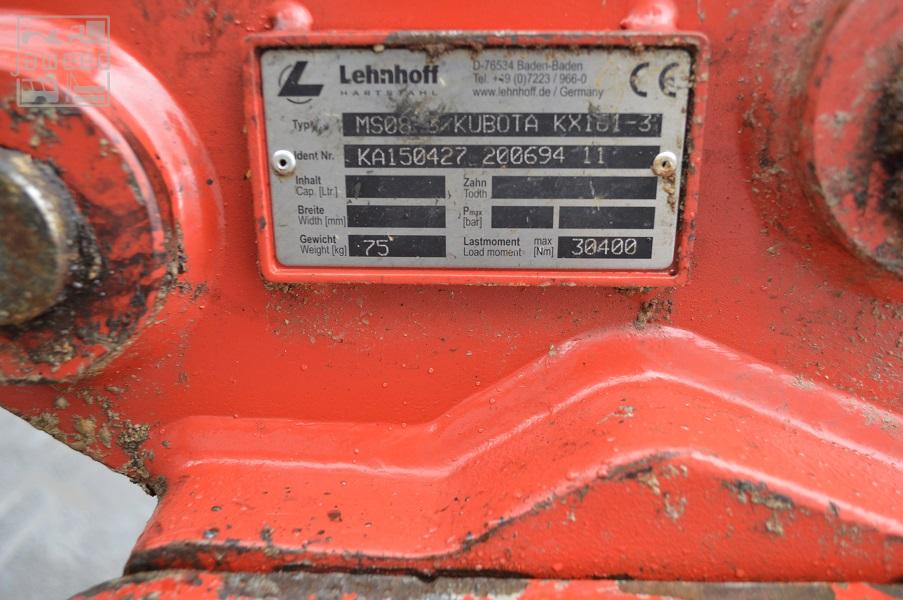 Lehnhoff
HARTSTAHL
D-76534 Baden-Baden
Tel. +49 (0)7223 / 966-0
www.lehnhoff.de / Germany
CE
Typ KUBOTA
Ident Nr. KA150427 200694 11
Inhalt
Cap. [Ltr.]
Zahn
Todth
Breite
Width [mm]
Pmax
[bar]
Gewicht
Weight [kg] 75
Lastmoment max
Load moment [Nm] 30400